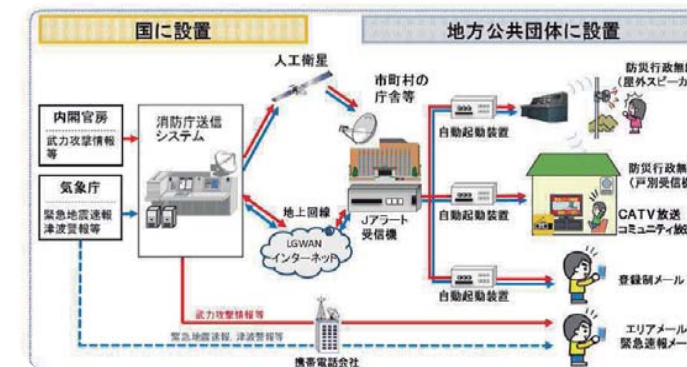 国に設置
地方公共団体に設置
人工衛星
内閣官房
武力攻撃情報
等
気象庁
緊急地震速報
津波警報等
消防庁送信
システム
地上回線
LGWAN
インターネット
市町村の
庁舎等
Jアラート
受信機
自動起動装置
自動起動装置
自動起動装置
防災行政無
(屋外スピーカ
防災行政無
(戸別受信機
CATV放送
コミュニティ放
登録制メール
エリアメール
緊急速報メー
武力攻撃情報等
緊急地震速報、津波警報等
携帯電話会社